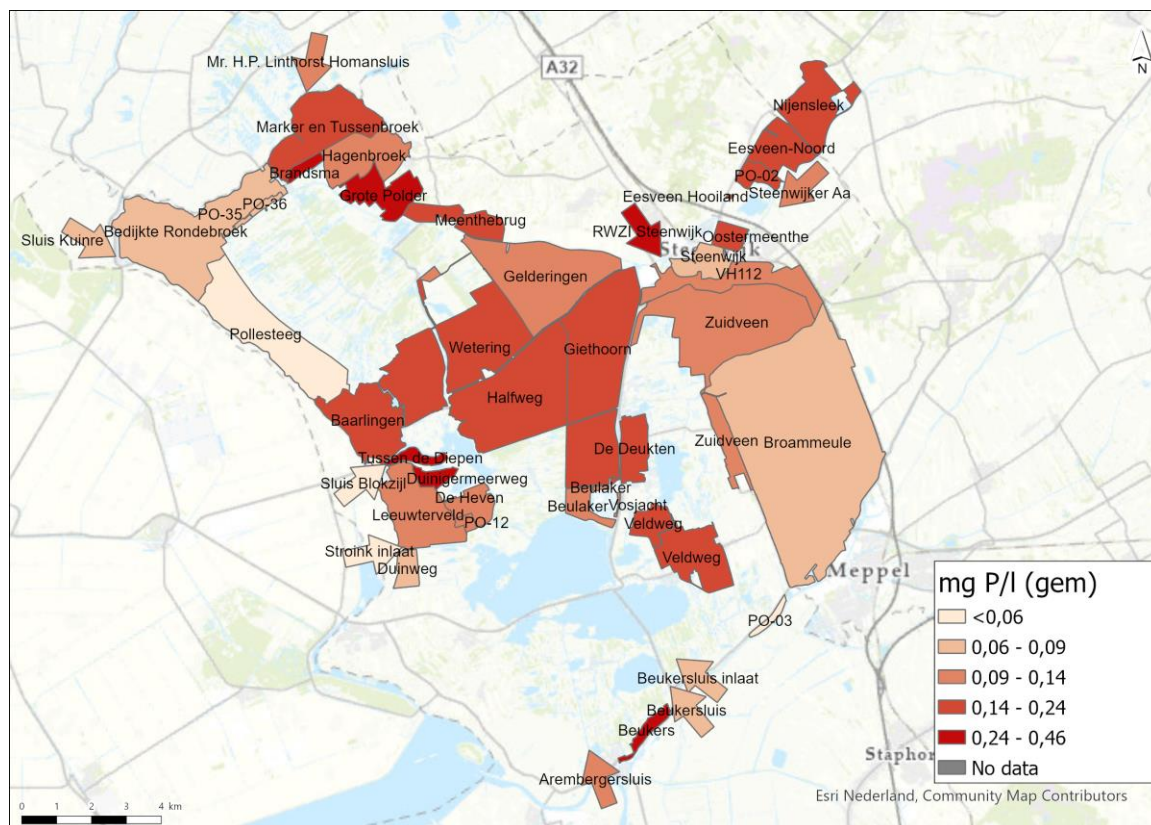 Mr. H.P. Linthorst Homansluis
A32
N
Nijensleek
Marker en Tussenbroek
Eesveen-Noord
Hagenbroek
Brandsma
PO-02
Grote Polder
Steenwijker Aa
Eesveen Hooiland
PO-36
PO-35
Meenthebrug
Bedijkte Rondebroek
RWZI Steenwijk
Oostermeenthe
Sluis Kuinre
Steenwijk
VH112
Gelderingen
Zuidveen
Pollesteeg
Wetering
Giethoorn
Halfweg
Baarlingen
Zuidveen
Broammeule
De Deukten
Tussen de Diepen
Sluis Blokzijl
Duinigermeerweg
Beulaker
De Heven
Beulaker
Vosjacht
Leeuwterveld
PO-12
Veldweg
Stroink inlaat
Veldweg
Duinweg
Meppel
PO-03
Beukersluis inlaat
Beukersluis
Beukers
Arembergersluis
Staphor
mg P/l (gem)
<0,06
0,06 - 0,09
0,09 - 0,14
0,14 - 0,24
0,24 - 0,46
No data
Esri Nederland, Community Map Contributors
0 1 2 4 km